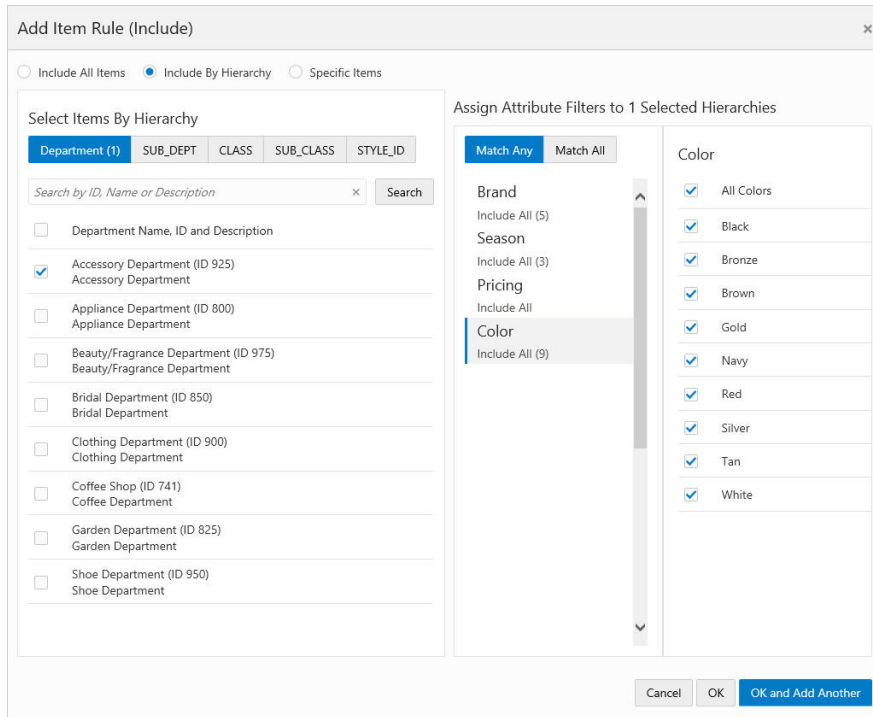 Add Item Rule (Include)
×
Include All Items
Include By Hierarchy
Specific Items
Select Items By Hierarchy
Department (1)
SUB_DEPT
CLASS
SUB_CLASS
STYLE_ID
Search by ID, Name or Description
×
Search
Department Name, ID and Description
Accessory Department (ID 925)
Accessory Department
Appliance Department (ID 800)
Appliance Department
Beauty/Fragrance Department (ID 975)
Beauty/Fragrance Department
Bridal Department (ID 850)
Bridal Department
Clothing Department (ID 900)
Clothing Department
Coffee Shop (ID 741)
Coffee Department
Garden Department (ID 825)
Garden Department
Shoe Department (ID 950)
Shoe Department
Assign Attribute Filters to 1 Selected Hierarchies
Match Any
Match All
Brand
Include All (5)
Season
Include All (3)
Pricing
Include All
Color
Include All (9)
Color
All Colors
Black
Bronze
Brown
Gold
Navy
Red
Silver
Tan
White
Cancel
OK
OK and Add Another